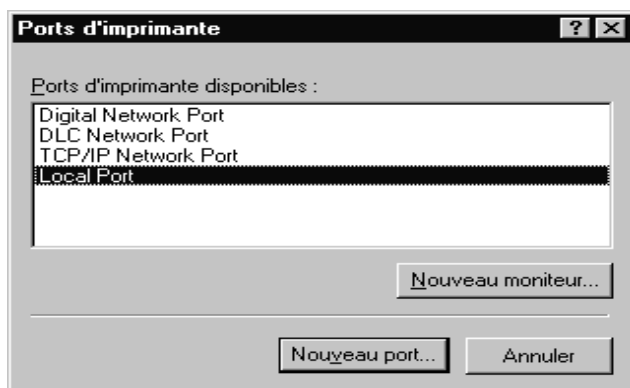 Ports d'imprimante
Ports d'imprimante disponibles :
Digital Network Port
DLC Network Port
TCP/IP Network Port
Local Port
Nouveau moniteur...
Nouveau port...
Annuler